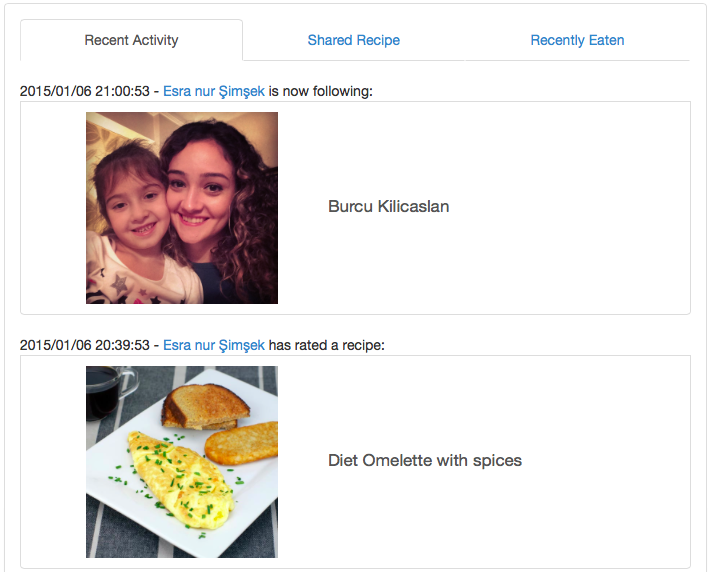 Recent Activity Shared Recipe Recently Eaten
2015/01/06 21:00:53 - Esra nur Şimşek is now following:
Burcu Kilicaslan
2015/01/06 20:39:53 - Esra nur Şimşek has rated a recipe:
Diet Omelette with spices